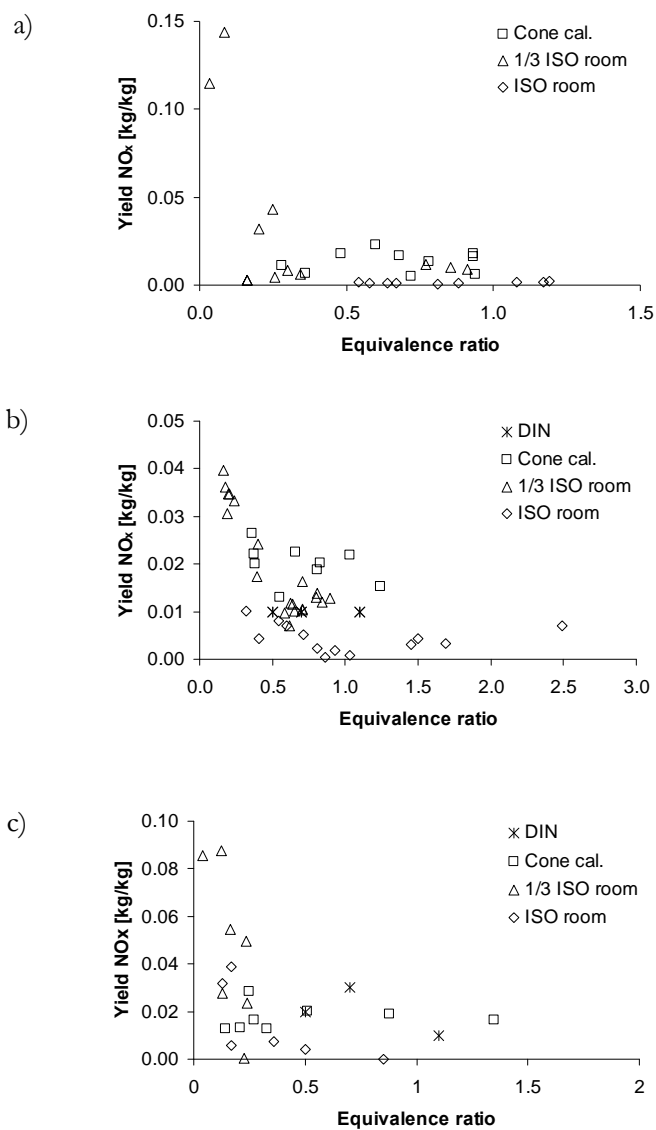 a)
Yield NOx [kg/kg]
0.15
0.10
0.05
0.00
0.0 0.5 1.0 1.5
Equivalence ratio
Cone cal.
1/3 ISO room
ISO room
b)
Yield NOx [kg/kg]
0.05
0.04
0.03
0.02
0.01
0.00
0.0 0.5 1.0 1.5 2.0 2.5 3.0
Equivalence ratio
DIN
Cone cal.
1/3 ISO room
ISO room
c)
Yield NOx [kg/kg]
0.10
0.08
0.06
0.04
0.02
0.00
0 0.5 1 1.5 2
Equivalence ratio
DIN
Cone cal.
1/3 ISO room
ISO room